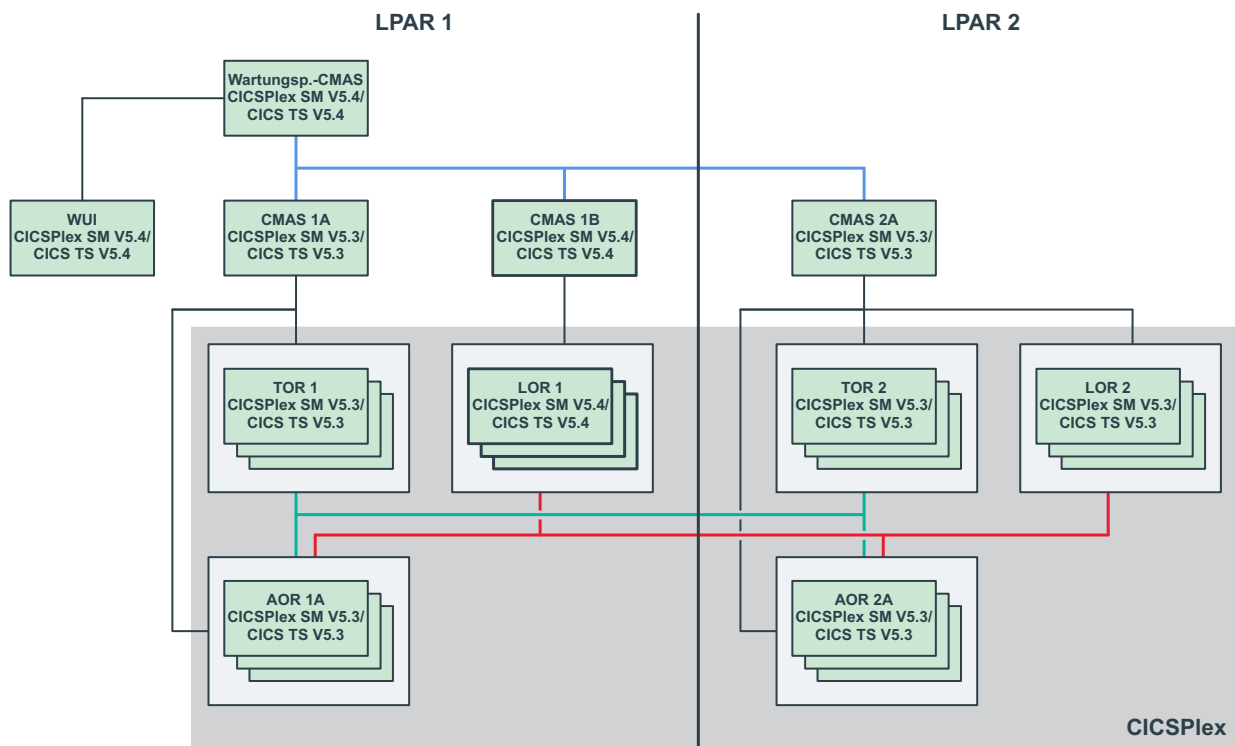 LPAR 1
LPAR 2
Wartungsp.-CMAS
CICSPlex SM V5.4/
CICS TS V5.4
WUI
CICSPlex SM V5.4/
CICS TS V5.4
CMAS 1A
CICSPlex SM V5.3/
CICS TS V5.3
CMAS 1B
CICSPlex SM V5.4/
CICS TS V5.4
CMAS 2A
CICSPlex SM V5.3/
CICS TS V5.3
TOR 1
CICSPlex SM V5.3/
CICS TS V5.3
LOR 1
CICSPlex SM V5.4/
CICS TS V5.4
TOR 2
CICSPlex SM V5.3/
CICS TS V5.3
LOR 2
CICSPlex SM V5.3/
CICS TS V5.3
AOR 1A
CICSPlex SM V5.3/
CICS TS V5.3
AOR 2A
CICSPlex SM V5.3/
CICS TS V5.3
CICSPlex